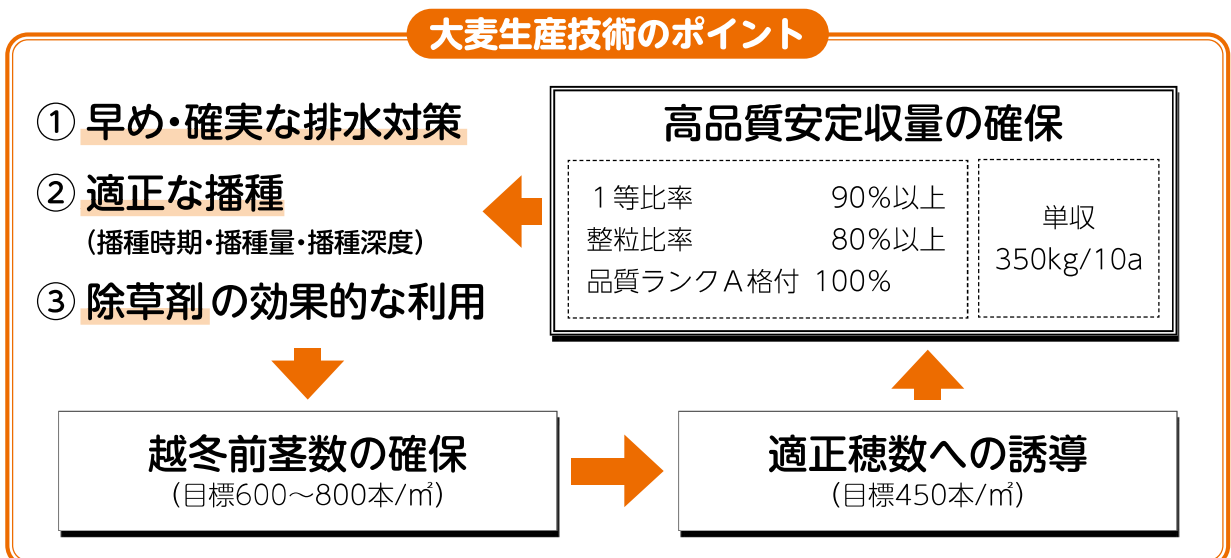 大麦生産技術のポイント
① 早め・確実な排水対策
② 適正な播種
（播種時期・播種量・播種深度）
③ 除草剤の効果的な利用
高品質安定収量の確保
１等比率 90%以上
整粒比率 80%以上
品質ランクＡ格付 100%
単収
350kg/10a
越冬前茎数の確保
（目標600～800本/㎡）
適正穂数への誘導
（目標450本/㎡）